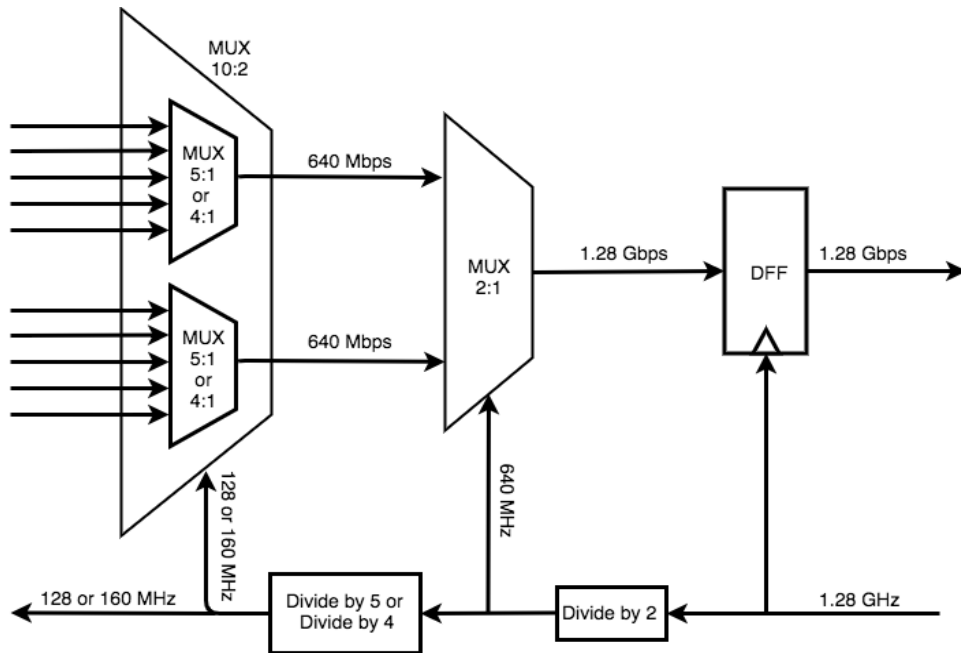 MUX
10:2
MUX
5:1
or
4:1
640 Mbps
MUX
2:1
1.28 Gbps
DFF
1.28 Gbps
MUX
5:1
or
4:1
640 Mbps
128 or 160 MHz
640 MHz
128 or 160 MHz
Divide by 5 or
Divide by 4
Divide by 2
1.28 GHz